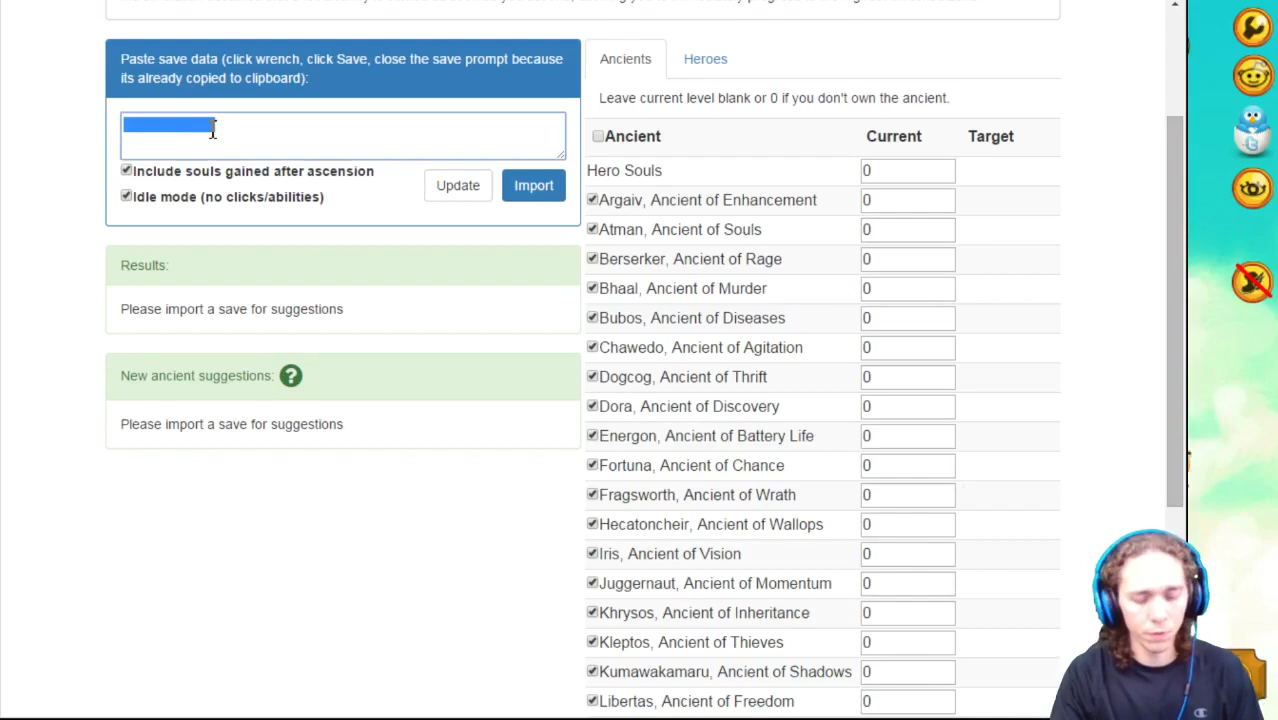 Paste save data (click wrench, click Save, close the save prompt because
its already copied to clipboard):
Include souls gained after ascension
Idle mode (no clicks/abilities)
Update
Import
Results:
Please import a save for suggestions
New ancient suggestions: ?
Please import a save for suggestions
Ancients
Heroes
Leave current level blank or 0 if you don't own the ancient.
Ancient Current Target
Hero Souls 0
Argaiv, Ancient of Enhancement 0
Atman, Ancient of Souls 0
Berserker, Ancient of Rage 0
Bhaal, Ancient of Murder 0
Bubos, Ancient of Diseases 0
Chawedo, Ancient of Agitation 0
Dogcog, Ancient of Thrift 0
Dora, Ancient of Discovery 0
Energon, Ancient of Battery Life 0
Fortuna, Ancient of Chance 0
Fragsworth, Ancient of Wrath 0
Hecatoncheir, Ancient of Wallops 0
Iris, Ancient of Vision 0
Juggernaut, Ancient of Momentum 0
Khrysos, Ancient of Inheritance 0
Kleptos, Ancient of Thieves 0
Kumawakamaru, Ancient of Shadows 0
Libertas, Ancient of Freedom 0